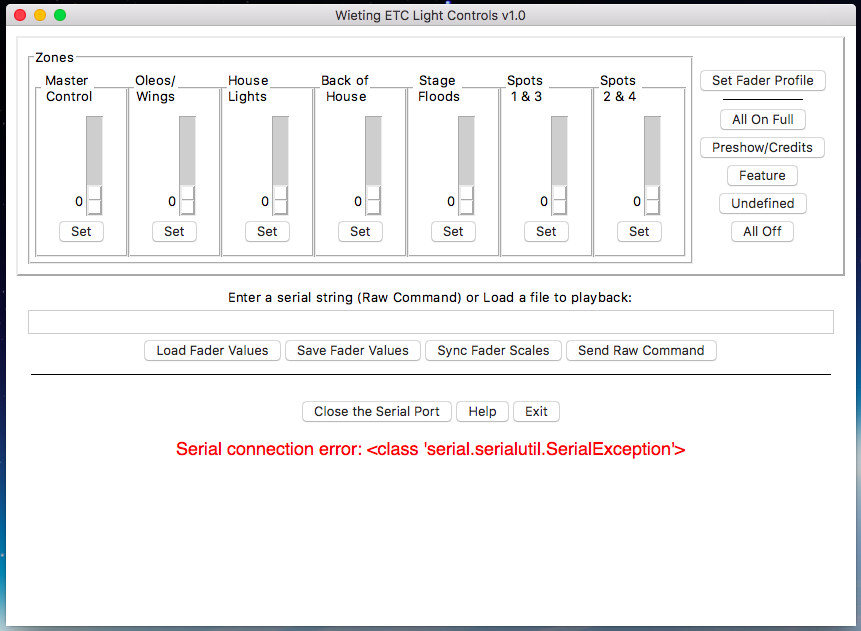 Wieting ETC Light Controls v1.0
Zones
Master Control
Oleos/ Wings
House Lights
Back of House
Stage Floods
Spots 1 & 3
Spots 2 & 4
0 0 0 0 0 0 0
Set Set Set Set Set Set Set
Set Fader Profile
All On Full
Preshow/Credits
Feature
Undefined
All Off
Enter a serial string (Raw Command) or Load a file to playback:
Load Fader Values Save Fader Values Sync Fader Scales Send Raw Command
Close the Serial Port Help Exit
Serial connection error: <class 'serial.serialutil.SerialException'>